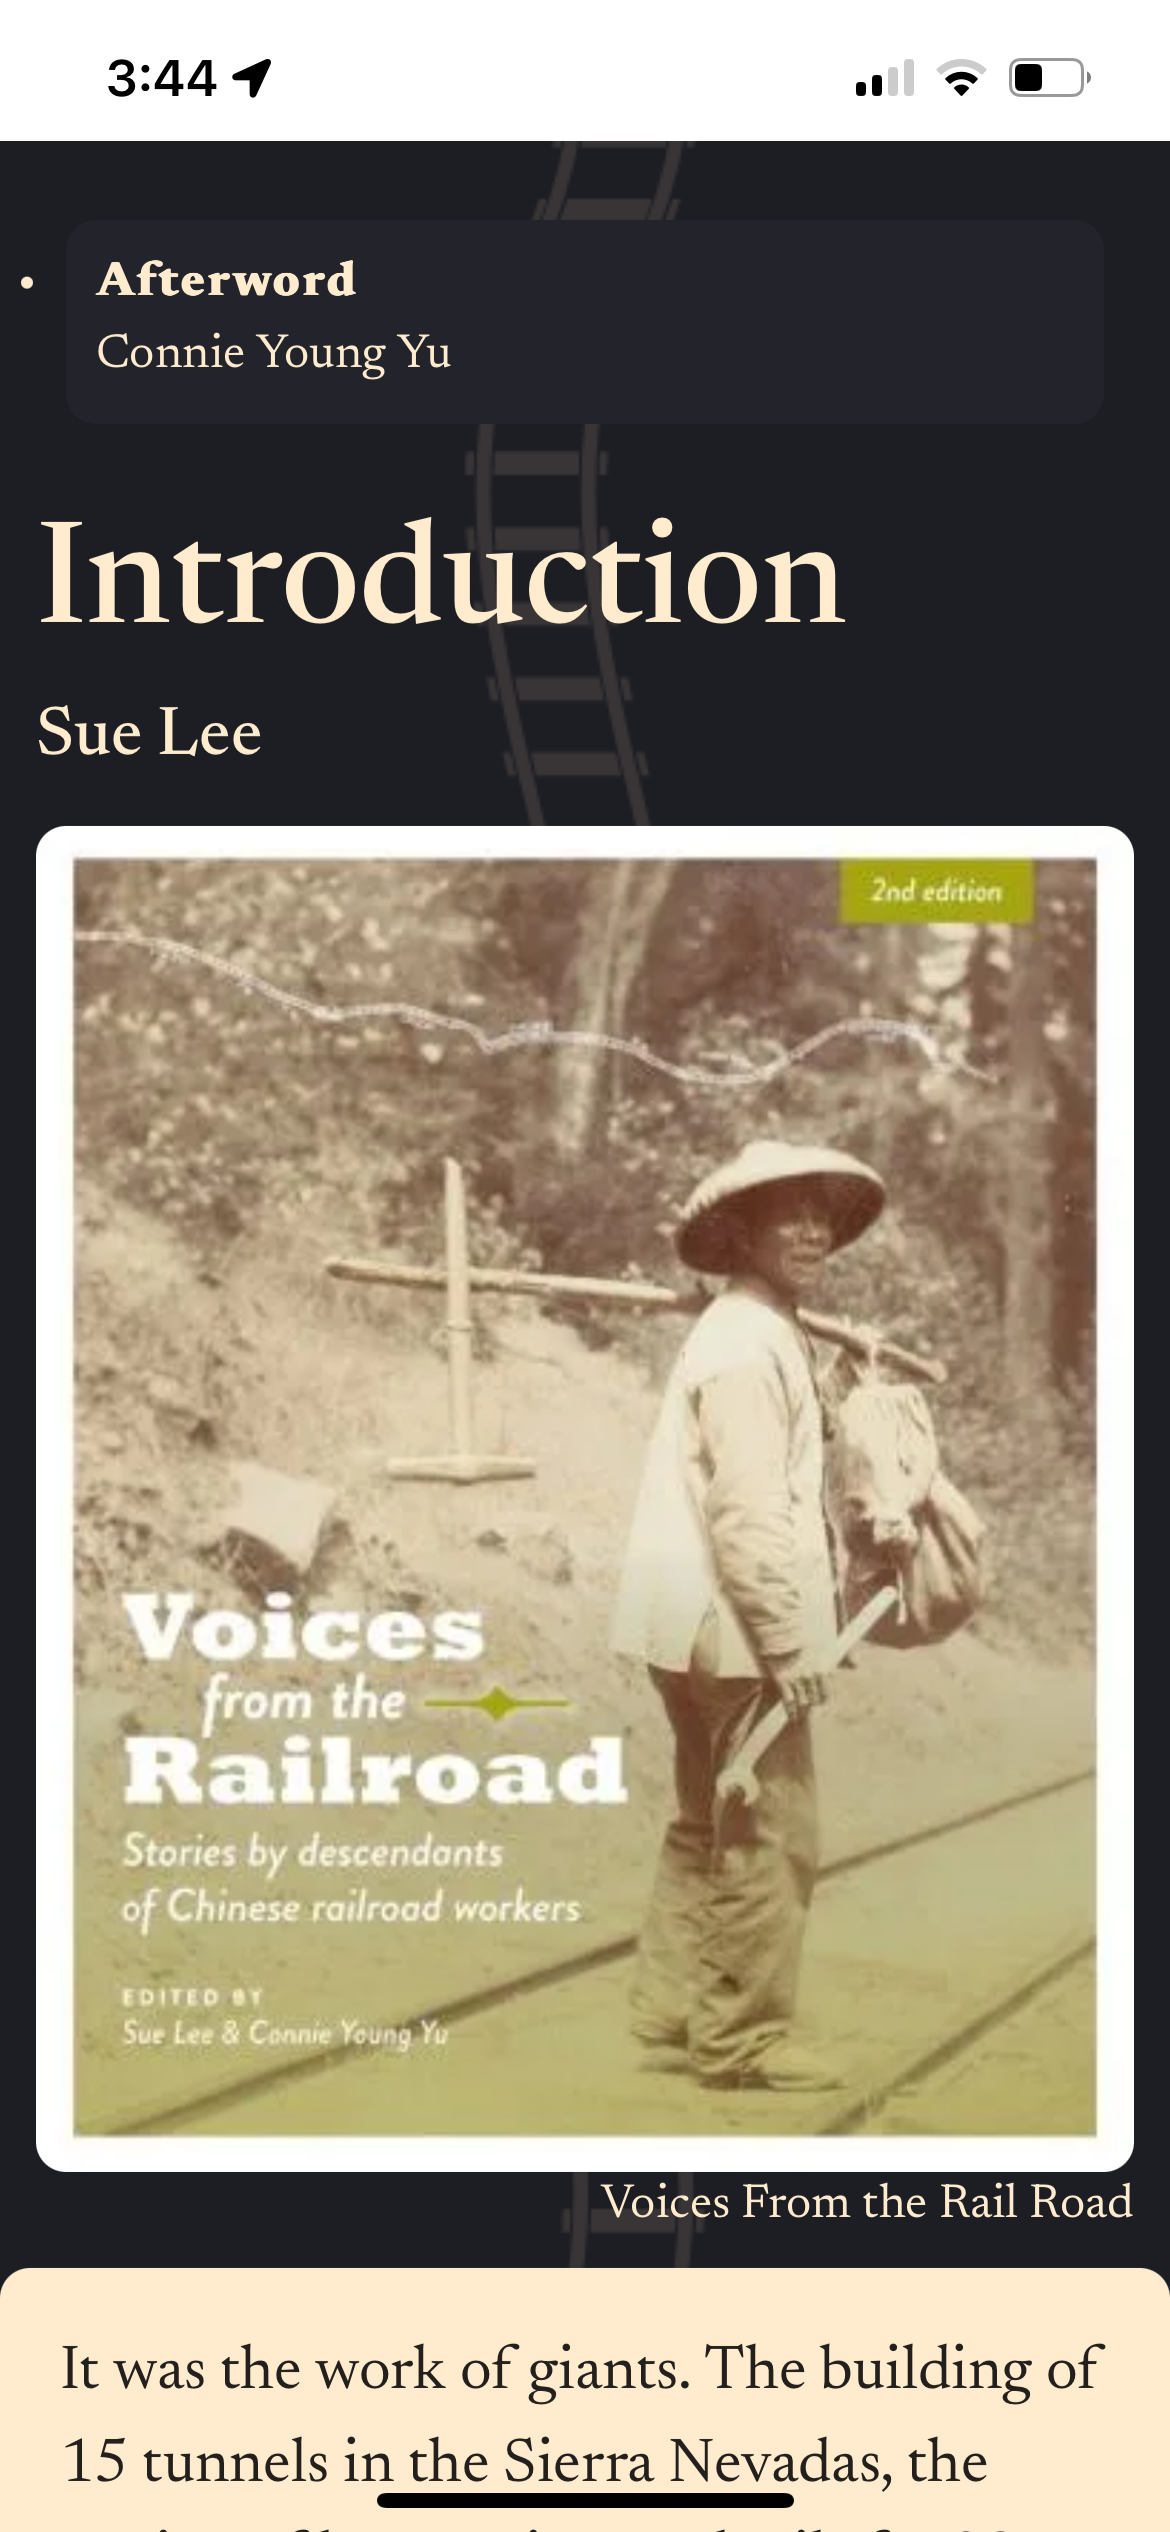 3:44
Afterword
Connie Young Yu
Introduction
Sue Lee
2nd edition
Voices
from the
Railroad
Stories by descendants
of Chinese railroad workers
EDITED BY
Sue Lee & Connie Young Yu
Voices From the Rail Road
It was the work of giants. The building of
15 tunnels in the Sierra Nevadas, the